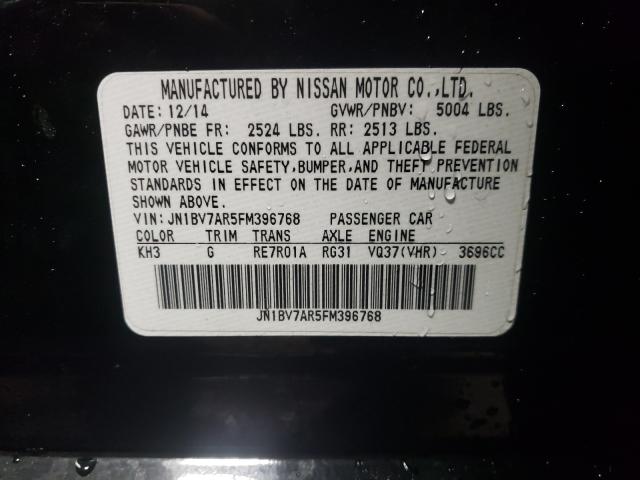 MANUFACTURED BY NISSAN MOTOR CO.,LTD.
DATE: 12/14 GVWR/PNBV: 5004 LBS.
GAWR/PNBE FR: 2524 LBS. RR: 2513 LBS.
THIS VEHICLE CONFORMS TO ALL APPLICABLE FEDERAL
MOTOR VEHICLE SAFETY,BUMPER,AND THEFT PREVENTION
STANDARDS IN EFFECT ON THE DATE OF MANUFACTURE
SHOWN ABOVE.
VIN: JN1BV7AR5FM396768 PASSENGER CAR
COLOR TRIM TRANS AXLE ENGINE
KH3 G RE7R01A RG31 VQ37(VHR) 3696CC
JN1BV7AR5FM396768